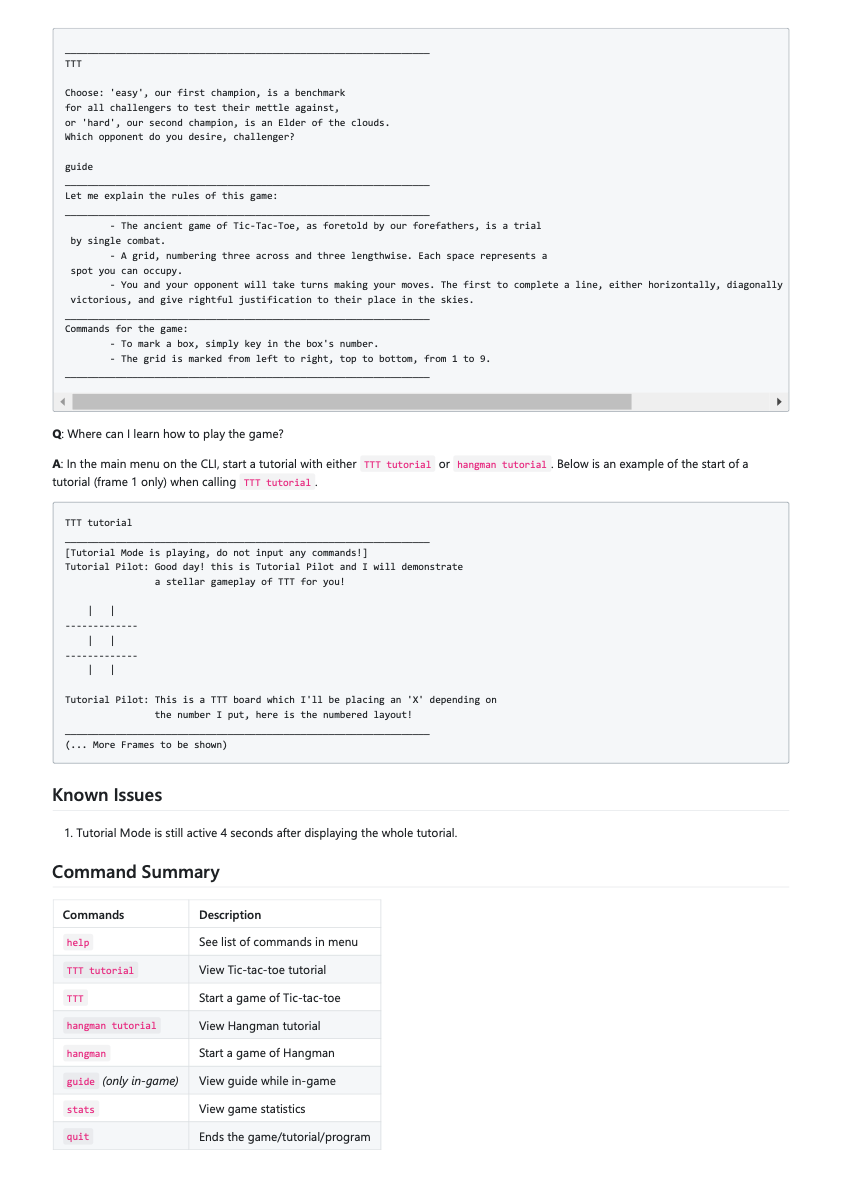 _________________________________________________________________
TTT
Choose: 'easy', our first champion, is a benchmark
for all challengers to test their mettle against,
or 'hard', our second champion, is an Elder of the clouds.
Which opponent do you desire, challenger?
guide
_________________________________________________________________
Let me explain the rules of this game:
_________________________________________________________________
- The ancient game of Tic-Tac-Toe, as foretold by our forefathers, is a trial
by single combat.
- A grid, numbering three across and three lengthwise. Each space represents a
spot you can occupy.
- You and your opponent will take turns making your moves. The first to complete a line, either horizontally, diagonally
victorious, and give rightful justification to their place in the skies.
_________________________________________________________________
Commands for the game:
- To mark a box, simply key in the box's number.
- The grid is marked from left to right, top to bottom, from 1 to 9.
_________________________________________________________________
Q: Where can I learn how to play the game?
A: In the main menu on the CLI, start a tutorial with either TTT tutorial or hangman tutorial. Below is an example of the start of a
tutorial (frame 1 only) when calling TTT tutorial.
TTT tutorial
_________________________________________________________________
[Tutorial Mode is playing, do not input any commands!]
Tutorial Pilot: Good day! this is Tutorial Pilot and I will demonstrate
a stellar gameplay of TTT for you!
| |
-------------
| |
-------------
| |
Tutorial Pilot: This is a TTT board which I'll be placing an 'X' depending on
the number I put, here is the numbered layout!
_________________________________________________________________
(... More Frames to be shown)
Known Issues
1. Tutorial Mode is still active 4 seconds after displaying the whole tutorial.
Command Summary
Commands Description
help See list of commands in menu
TTT tutorial View Tic-tac-toe tutorial
TTT Start a game of Tic-tac-toe
hangman tutorial View Hangman tutorial
hangman Start a game of Hangman
guide (only in-game) View guide while in-game
stats View game statistics
quit Ends the game/tutorial/program